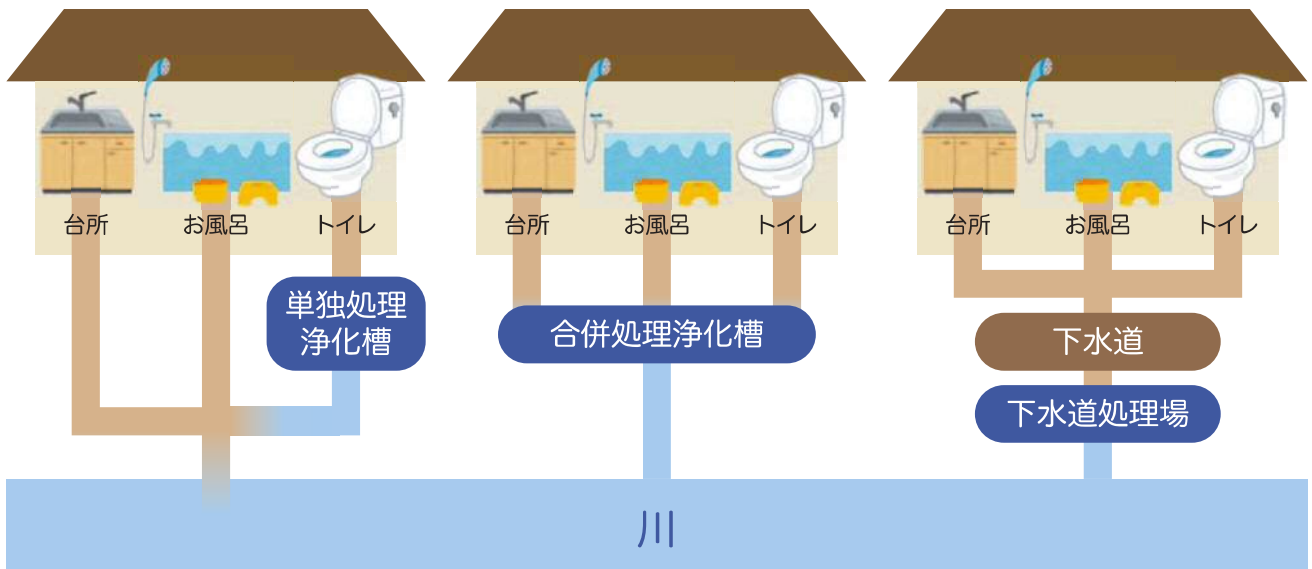 台所
お風呂
トイレ
単独処理
浄化槽
台所
お風呂
トイレ
合併処理浄化槽
台所
お風呂
トイレ
下水道
下水道処理場
川